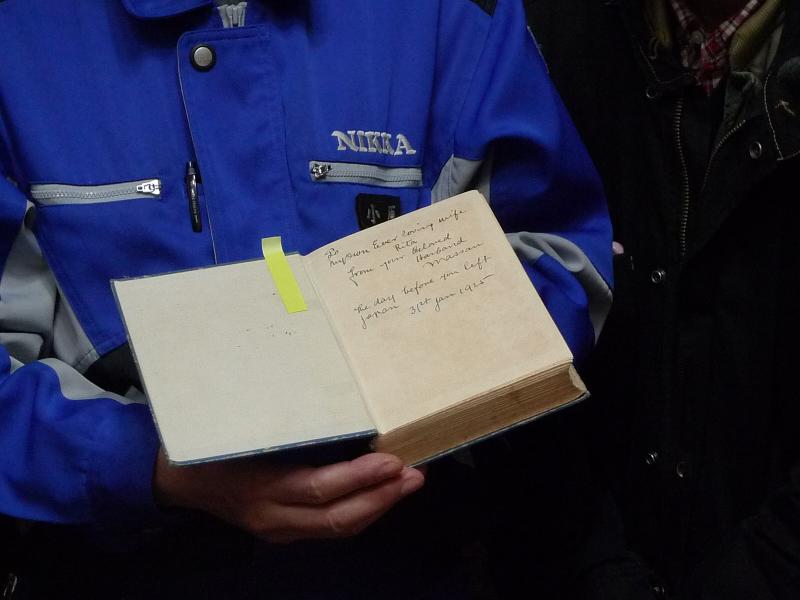 NIKKA
To
my own Ever loving wife
Rita
from your Beloved
Husband
Massan
The day before you left
Japan 31st Jan 1925